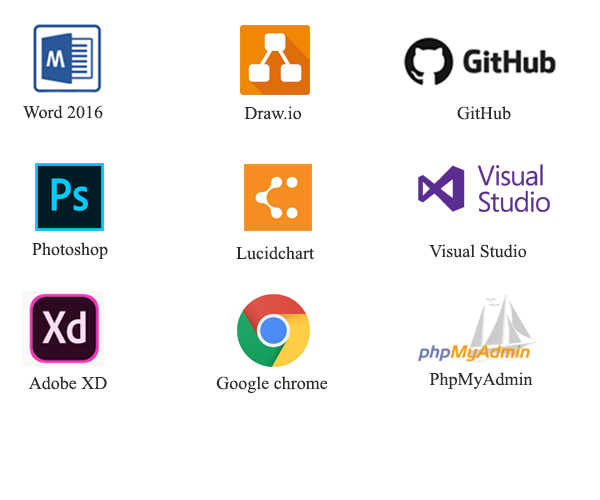 W
GitHub
Word 2016
Draw.io
GitHub
Ps
Visual
Studio
Photoshop
Lucidchart
Visual Studio
Xd
phpMyAdmin
Adobe XD
Google chrome
PhpMyAdmin